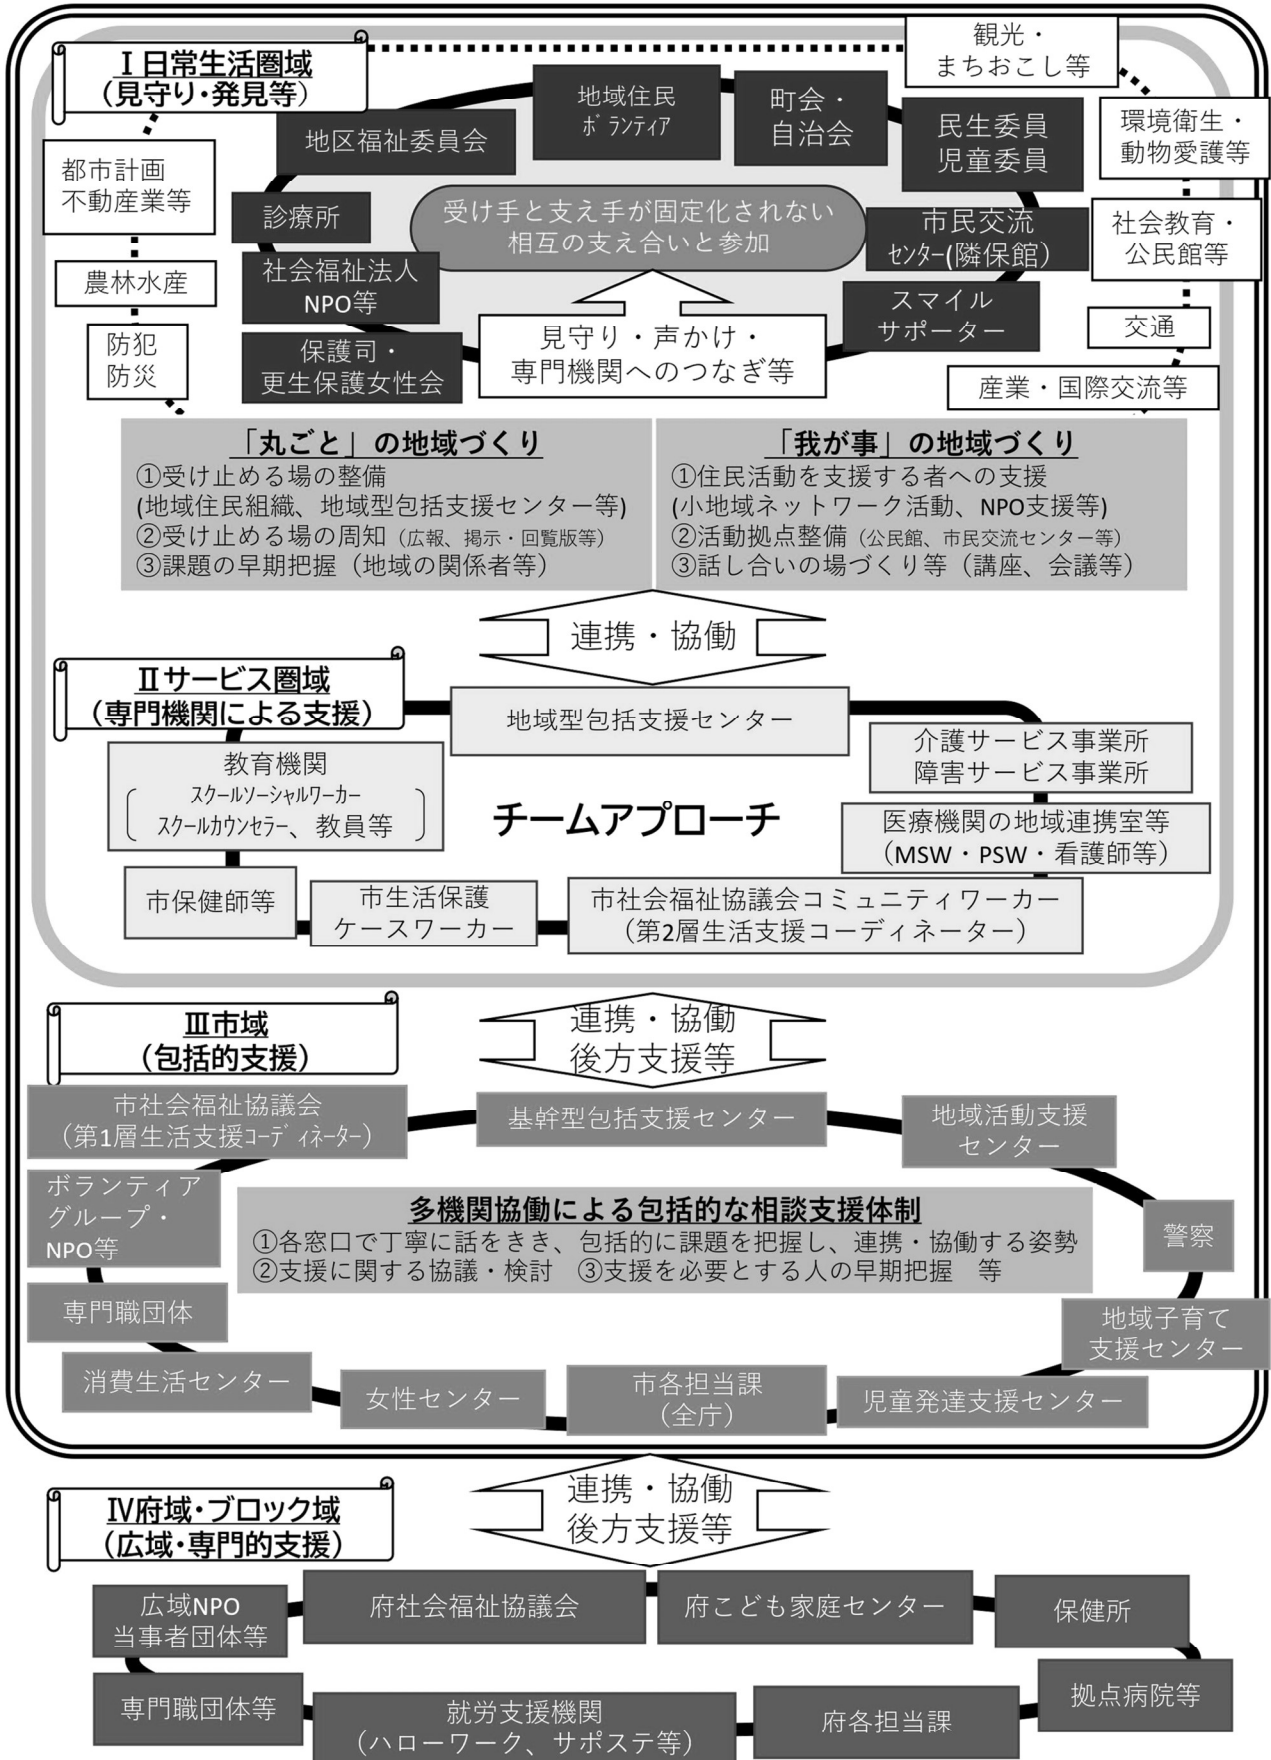 Ⅰ日常生活圏域
（見守り・発見等）
観光・
まちおこし等
地域住民
ボランティア
町会・
自治会
民生委員
児童委員
環境衛生・
動物愛護等
地区福祉委員会
都市計画
不動産業等
診療所
受け手と支え手が固定化されない
相互の支え合いと参加
市民交流
センター(隣保館）
社会教育・
公民館等
農林水産
社会福祉法人
NPO等
スマイル
サポーター
交通
防犯
防災
保護司・
更生保護女性会
見守り・声かけ・
専門機関へのつなぎ等
産業・国際交流等
「丸ごと」の地域づくり
①受け止める場の整備
(地域住民組織、地域型包括支援センター等)
②受け止める場の周知（広報、掲示・回覧版等）
③課題の早期把握（地域の関係者等）
「我が事」の地域づくり
①住民活動を支援する者への支援
(小地域ネットワーク活動、NPO支援等)
②活動拠点整備（公民館、市民交流センター等）
③話し合いの場づくり等（講座、会議等）
連携・協働
Ⅱサービス圏域
（専門機関による支援）
地域型包括支援センター
介護サービス事業所
障害サービス事業所
教育機関
スクールソーシャルワーカー
スクールカウンセラー、教員等
チームアプローチ
医療機関の地域連携室等
（MSW・PSW・看護師等）
市保健師等
市生活保護
ケースワーカー
市社会福祉協議会コミュニティワーカー
（第2層生活支援コーディネーター）
Ⅲ市域
（包括的支援）
連携・協働
後方支援等
市社会福祉協議会
（第1層生活支援コーディネーター）
基幹型包括支援センター
地域活動支援
センター
ボランティア
グループ・
NPO等
多機関協働による包括的な相談支援体制
①各窓口で丁寧に話をきき、包括的に課題を把握し、連携・協働する姿勢
②支援に関する協議・検討　③支援を必要とする人の早期把握　等
警察
専門職団体
地域子育て
支援センター
消費生活センター
女性センター
市各担当課
（全庁）
児童発達支援センター
Ⅳ府域・ブロック域
（広域・専門的支援）
連携・協働
後方支援等
広域NPO
当事者団体等
府社会福祉協議会
府こども家庭センター
保健所
専門職団体等
就労支援機関
（ハローワーク、サポステ等）
府各担当課
拠点病院等